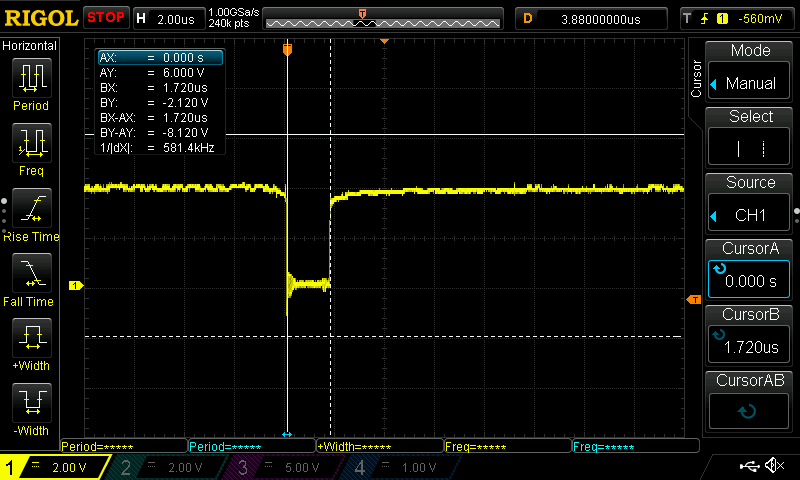 RIGOL STOP H 2.00us 1.00GSa/s 240k pts T D 3.88000000us T 1 -560mV
Horizontal
Period
Freq
Rise Time
Fall Time
+Width
-Width
AX: = 0.000 s
AY: = 6.000 V
BX: = 1.720us
BY: = -2.120 V
BX-AX: = 1.720us
BY-AY: = -8.120 V
1/|dX|: = 581.4kHz
T
1
T
Cursor
Mode
Manual
Select
Source
CH1
CursorA
0.000 s
CursorB
1.720us
CursorAB
Period=***** Period=***** +Width=***** Freq=***** Freq=*****
1 = 2.00 V 2 = 2.00 V 3 = 5.00 V 4 = 1.00 V